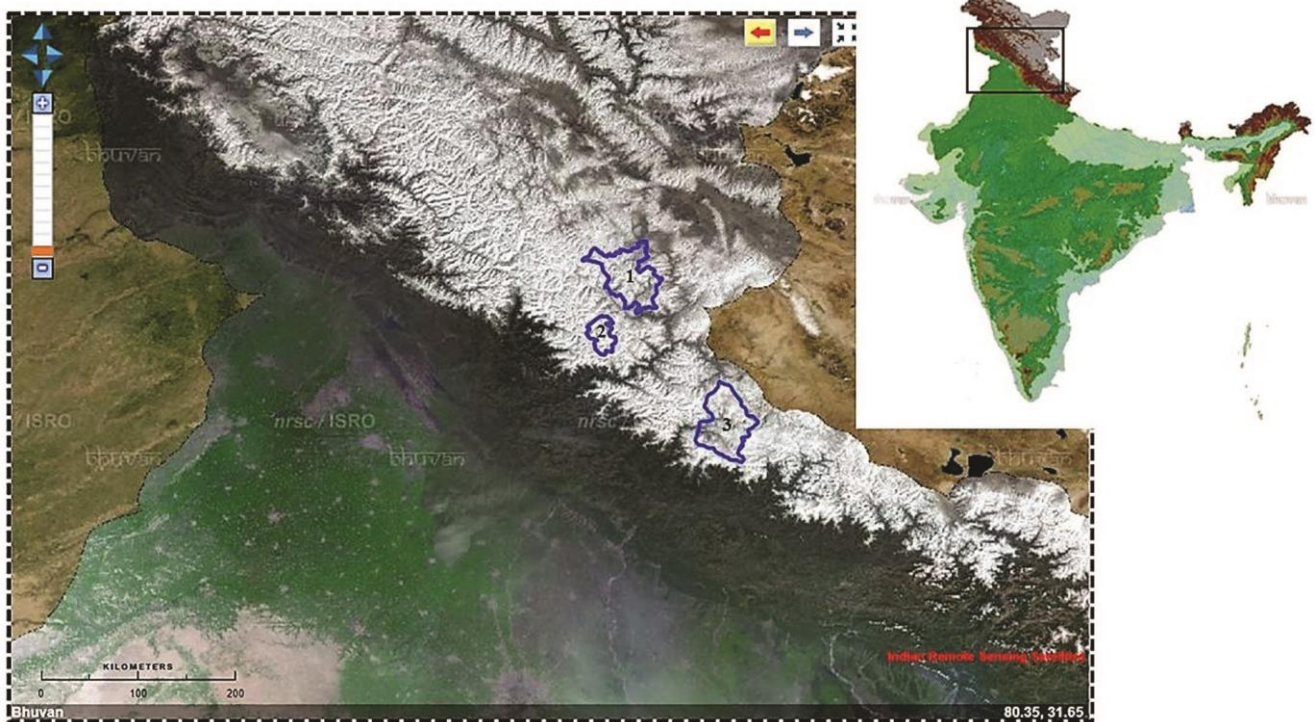 / ISRO
bhuvan
bhuvan
1
2
bhuvan
/ ISRO
nrsc / ISRO
nrsc /
3
bhuvan
bhuvan
bhuvan
Indian Remote Sensing Satellites
KILOMETERS
0 100 200
Bhuvan
80.35, 31.65